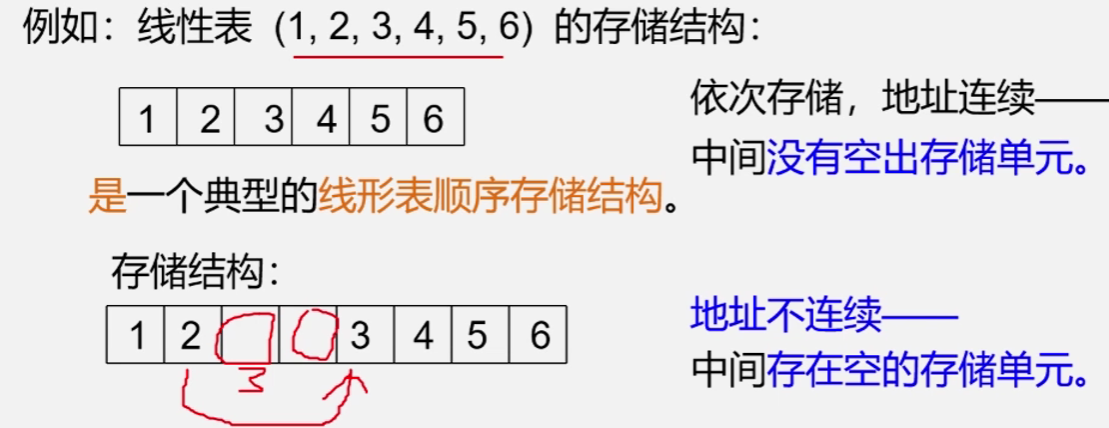 例如：线性表（1, 2, 3, 4, 5, 6）的存储结构：
1 2 3 4 5 6
依次存储，地址连续——
中间没有空出存储单元。
是一个典型的线形表顺序存储结构。
存储结构：
1 2 3 4 5 6
地址不连续——
中间存在空的存储单元。